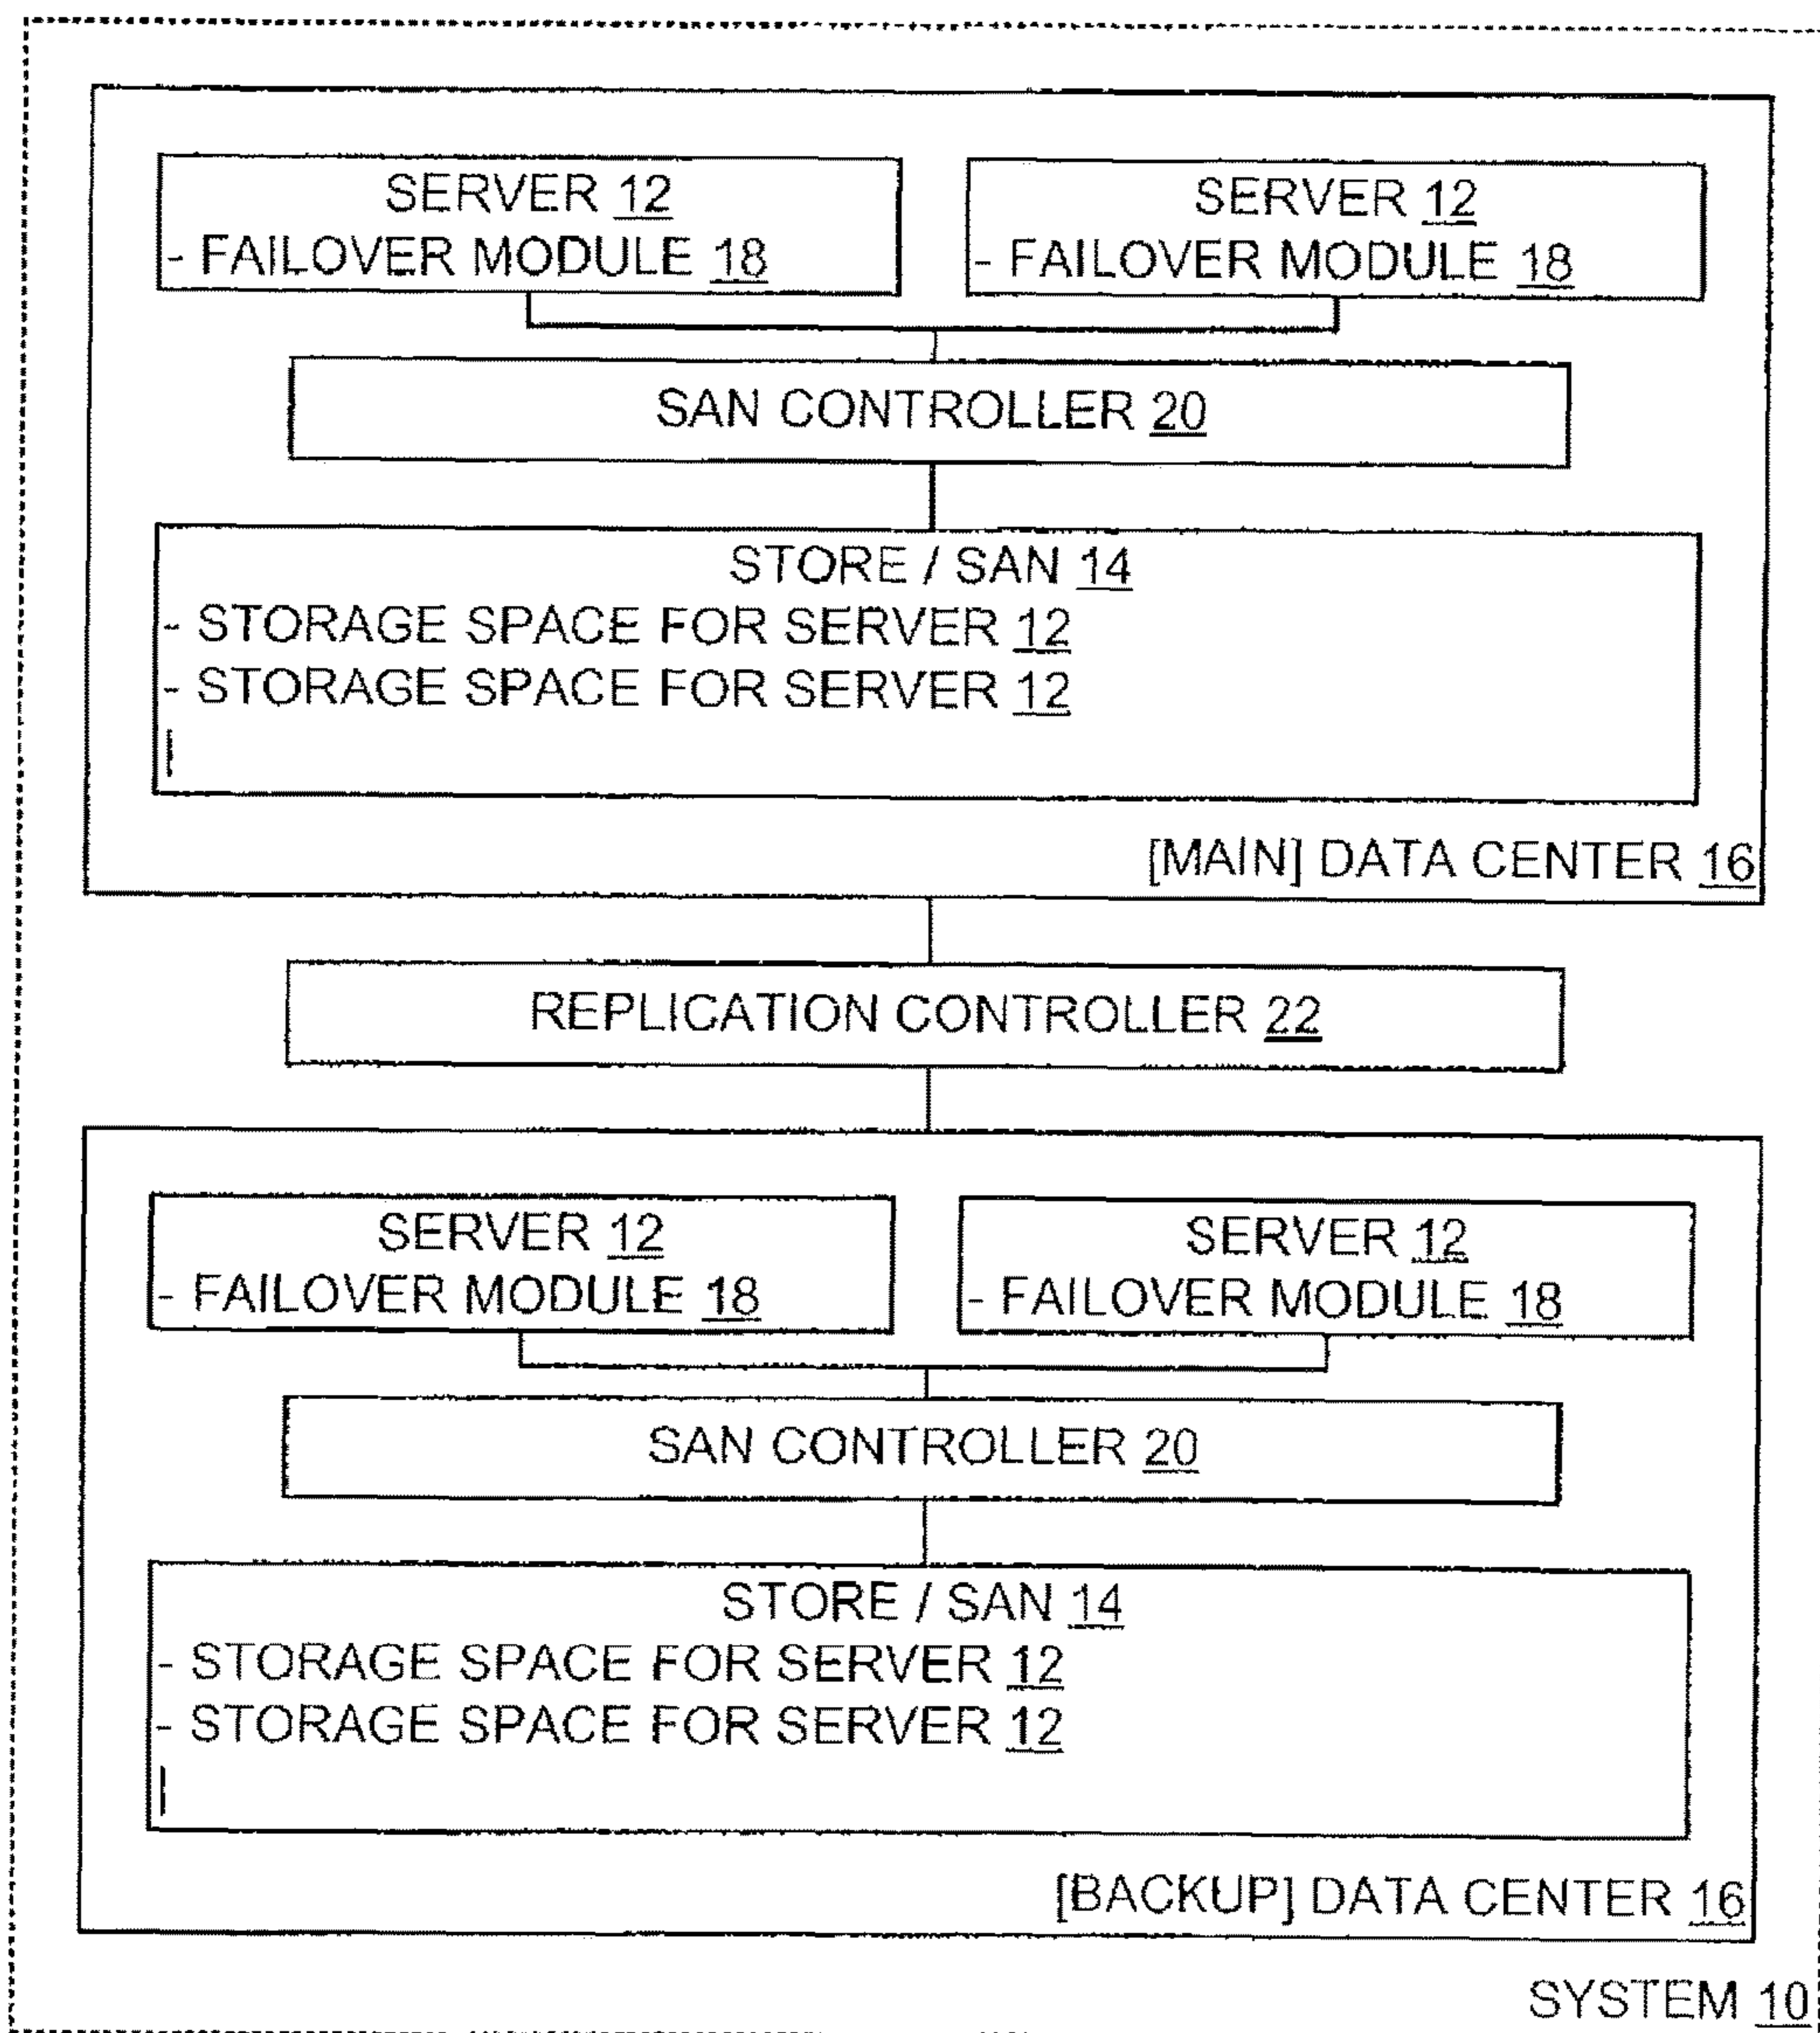 SERVER 12
- FAILOVER MODULE 18
SERVER 12
- FAILOVER MODULE 18
SAN CONTROLLER 20
STORE / SAN 14
- STORAGE SPACE FOR SERVER 12
- STORAGE SPACE FOR SERVER 12
|
[MAIN] DATA CENTER 16
REPLICATION CONTROLLER 22
SERVER 12
- FAILOVER MODULE 18
SERVER 12
- FAILOVER MODULE 18
SAN CONTROLLER 20
STORE / SAN 14
- STORAGE SPACE FOR SERVER 12
- STORAGE SPACE FOR SERVER 12
|
[BACKUP] DATA CENTER 16
SYSTEM 10